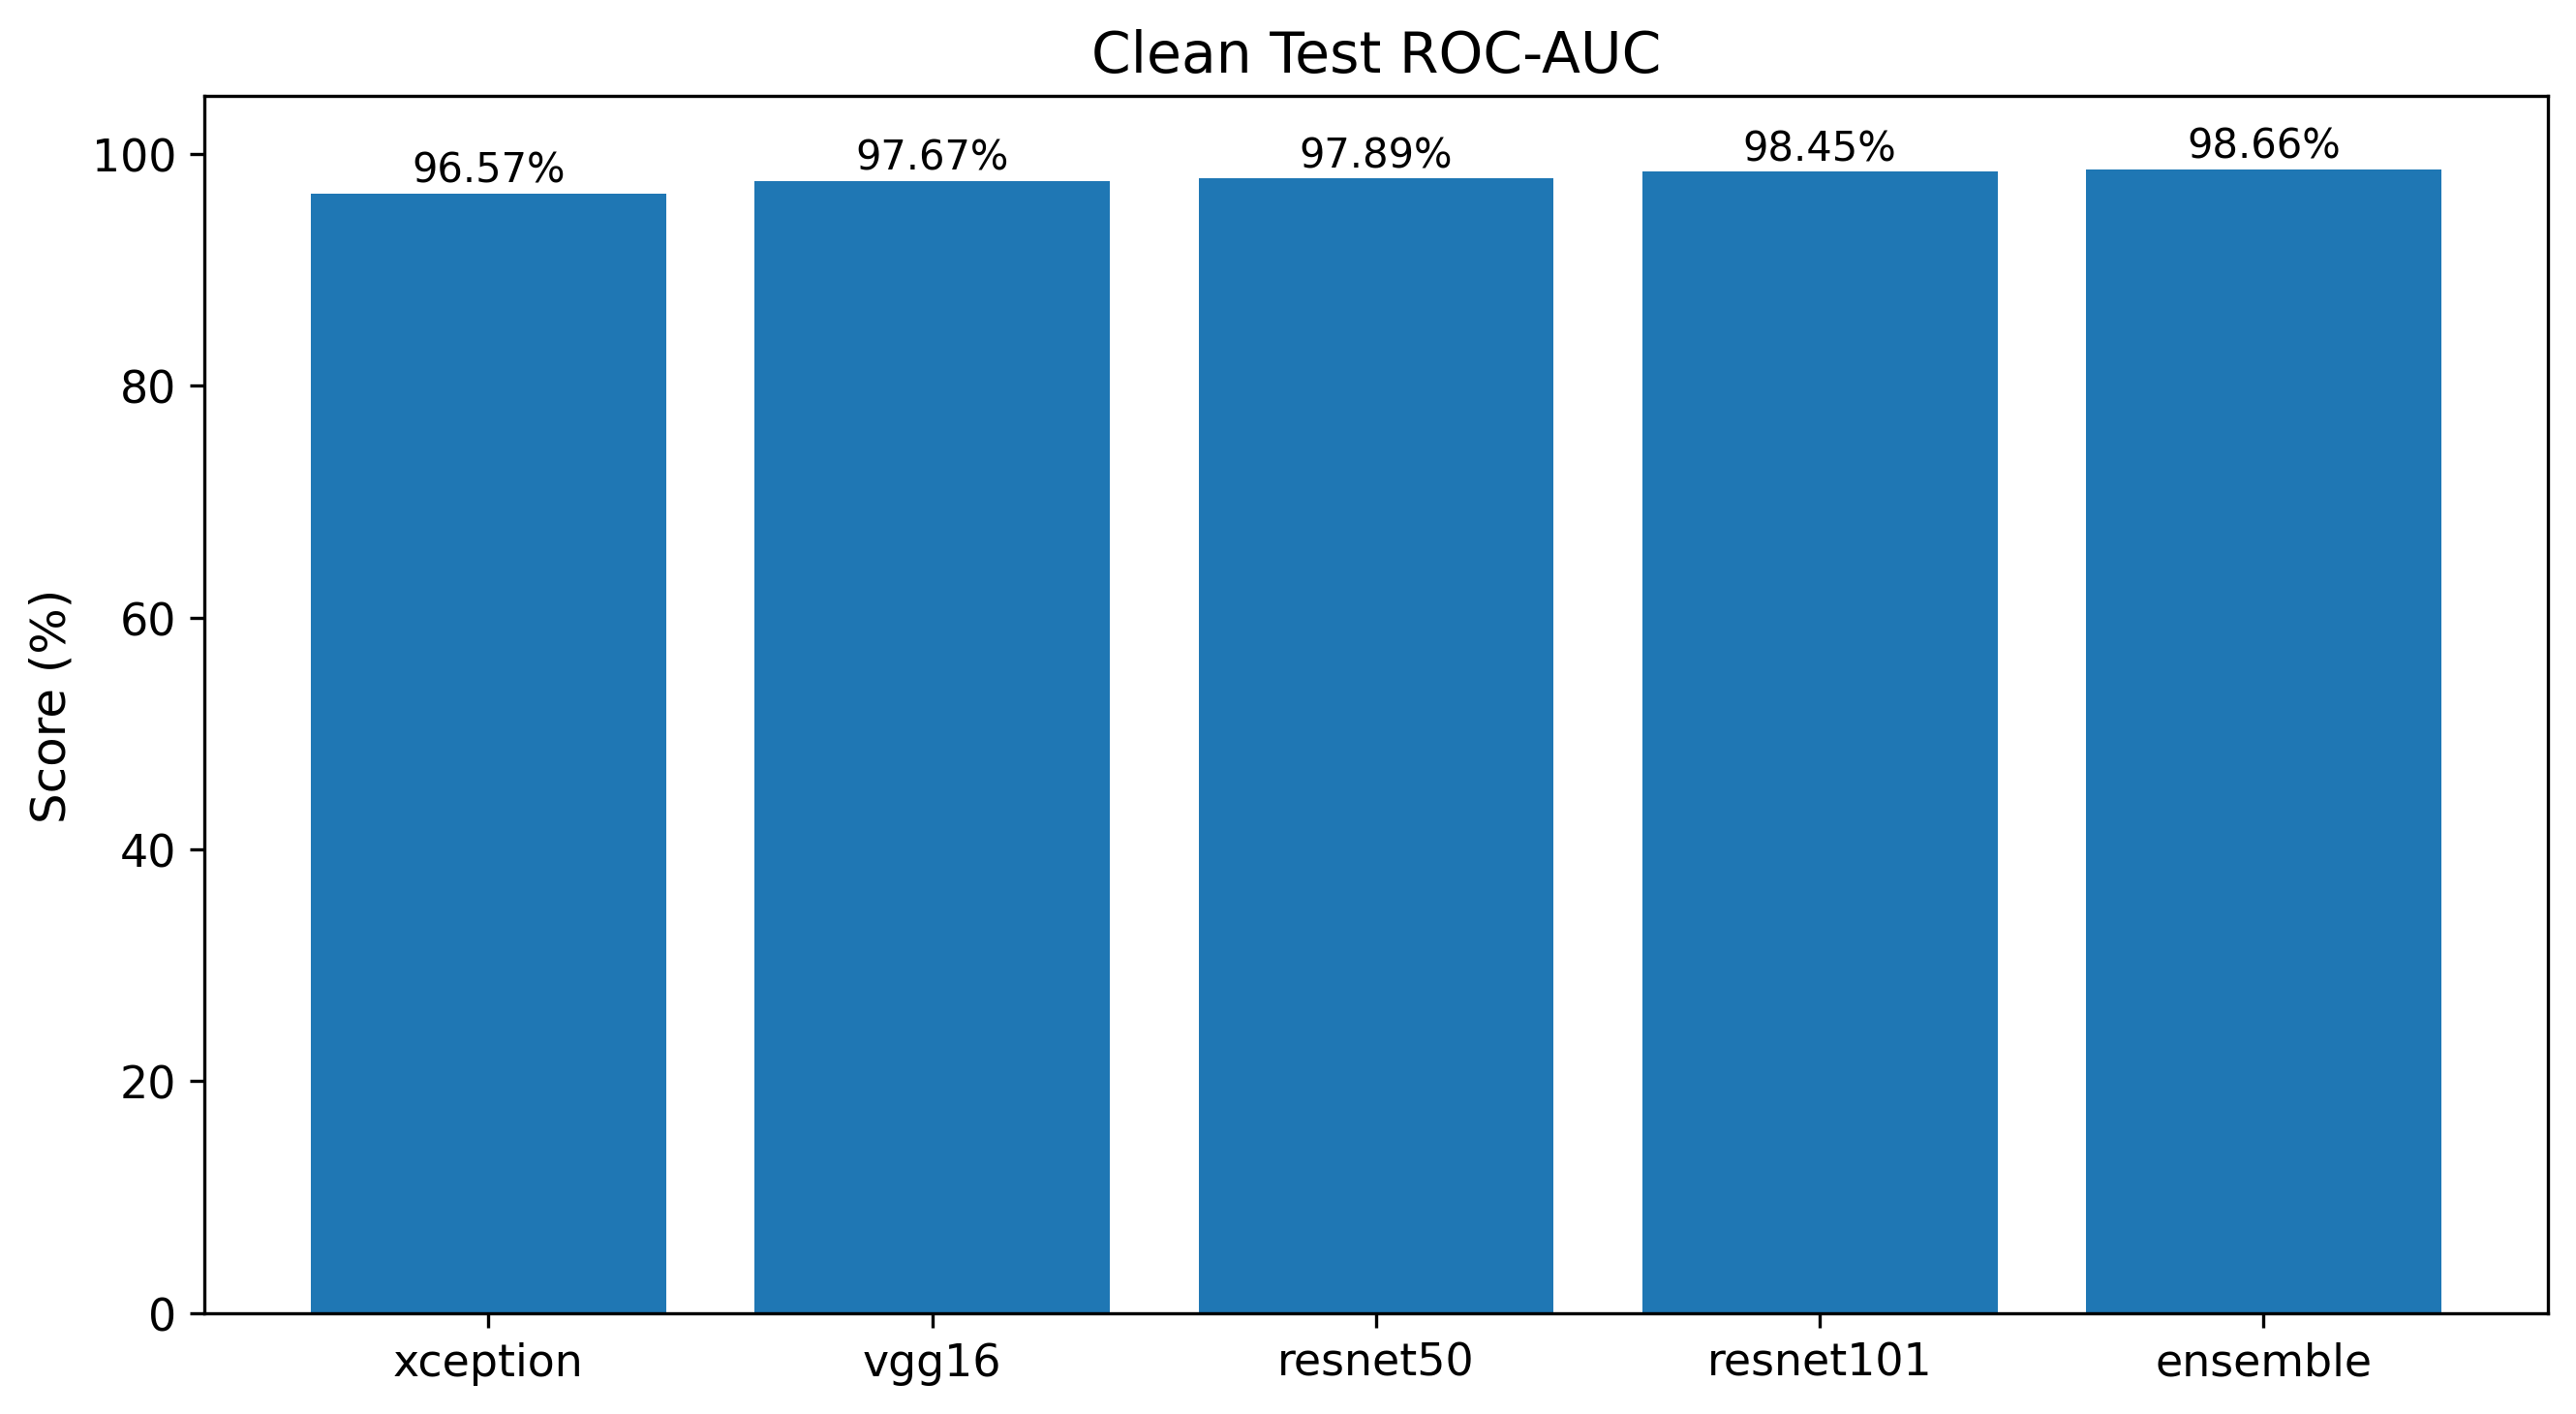 Clean Test ROC-AUC
Score (%)
100
80
60
40
20
0
96.57%
97.67%
97.89%
98.45%
98.66%
xception
vgg16
resnet50
resnet101
ensemble